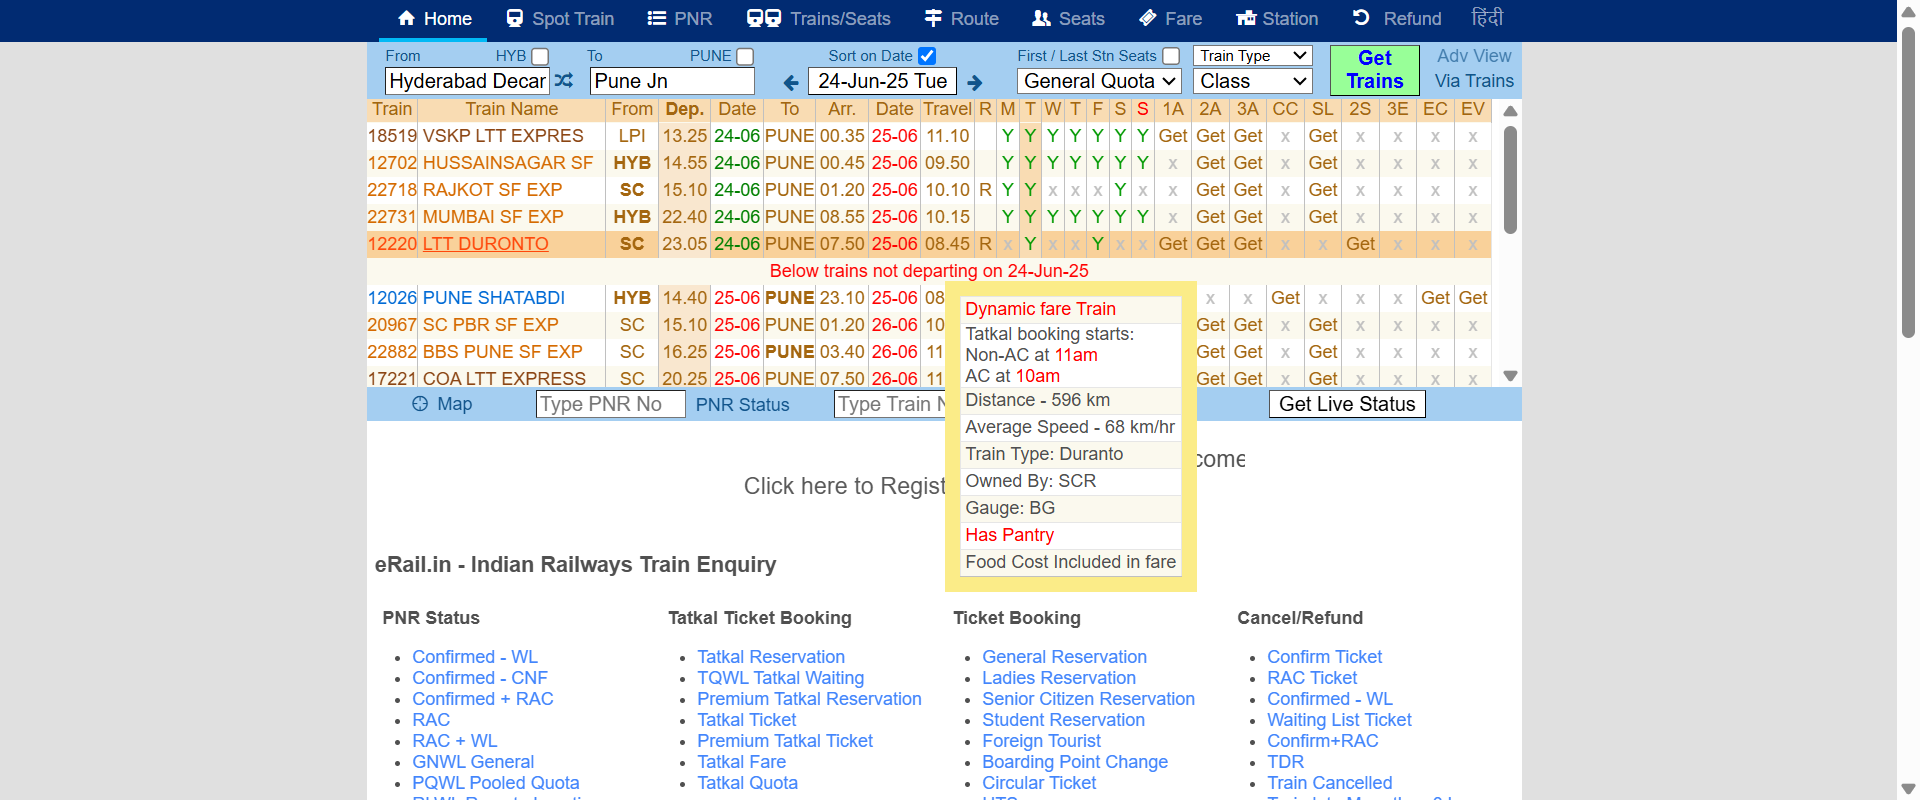 Home Spot Train PNR Trains/Seats Route Seats Fare Station Refund हिंदी
From HYB To PUNE Sort on Date First / Last Stn Seats Train Type Get Trains Adv View
Hyderabad Decan Pune Jn 24-Jun-25 Tue General Quota Class Via Trains
Train Train Name From Dep. Date To Arr. Date Travel R M T W T F S S 1A 2A 3A CC SL 2S 3E EC EV
18519 VSKP LTT EXPRES LPI 13.25 24-06 PUNE 00.35 25-06 11.10 Y Y Y Y Y Y Y Get Get Get x Get x x x x
12702 HUSSAINSAGAR SF HYB 14.55 24-06 PUNE 00.45 25-06 09.50 Y Y Y Y Y Y Y x Get Get x Get x x x x
22718 RAJKOT SF EXP SC 15.10 24-06 PUNE 01.20 25-06 10.10 R Y Y x x x Y x x Get Get x Get x x x x
22731 MUMBAI SF EXP HYB 22.40 24-06 PUNE 08.55 25-06 10.15 Y Y Y Y Y Y Y x Get Get x Get x x x x
12220 LTT DURONTO SC 23.05 24-06 PUNE 07.50 25-06 08.45 R x Y x x Y x x Get Get Get x x Get x x x
Below trains not departing on 24-Jun-25
12026 PUNE SHATABDI HYB 14.40 25-06 PUNE 23.10 25-06 08 x x Get x x x Get Get
20967 SC PBR SF EXP SC 15.10 25-06 PUNE 01.20 26-06 10 Get Get x Get x x x x
22882 BBS PUNE SF EXP SC 16.25 25-06 PUNE 03.40 26-06 11 Get Get x Get x x x x
17221 COA LTT EXPRESS SC 20.25 25-06 PUNE 07.50 26-06 11 Get Get x Get x x x x
Dynamic fare Train
Tatkal booking starts:
Non-AC at 11am
AC at 10am
Distance - 596 km
Average Speed - 68 km/hr
Train Type: Duranto
Owned By: SCR
Gauge: BG
Has Pantry
Food Cost Included in fare
Map Type PNR No PNR Status Type Train N Get Live Status
come
Click here to Regist
eRail.in - Indian Railways Train Enquiry
PNR Status
Confirmed - WL
Confirmed - CNF
Confirmed + RAC
RAC
RAC + WL
GNWL General
PQWL Pooled Quota
Tatkal Ticket Booking
Tatkal Reservation
TQWL Tatkal Waiting
Premium Tatkal Reservation
Tatkal Ticket
Premium Tatkal Ticket
Tatkal Fare
Tatkal Quota
Ticket Booking
General Reservation
Ladies Reservation
Senior Citizen Reservation
Student Reservation
Foreign Tourist
Boarding Point Change
Circular Ticket
Cancel/Refund
Confirm Ticket
RAC Ticket
Confirmed - WL
Waiting List Ticket
Confirm+RAC
TDR
Train Cancelled